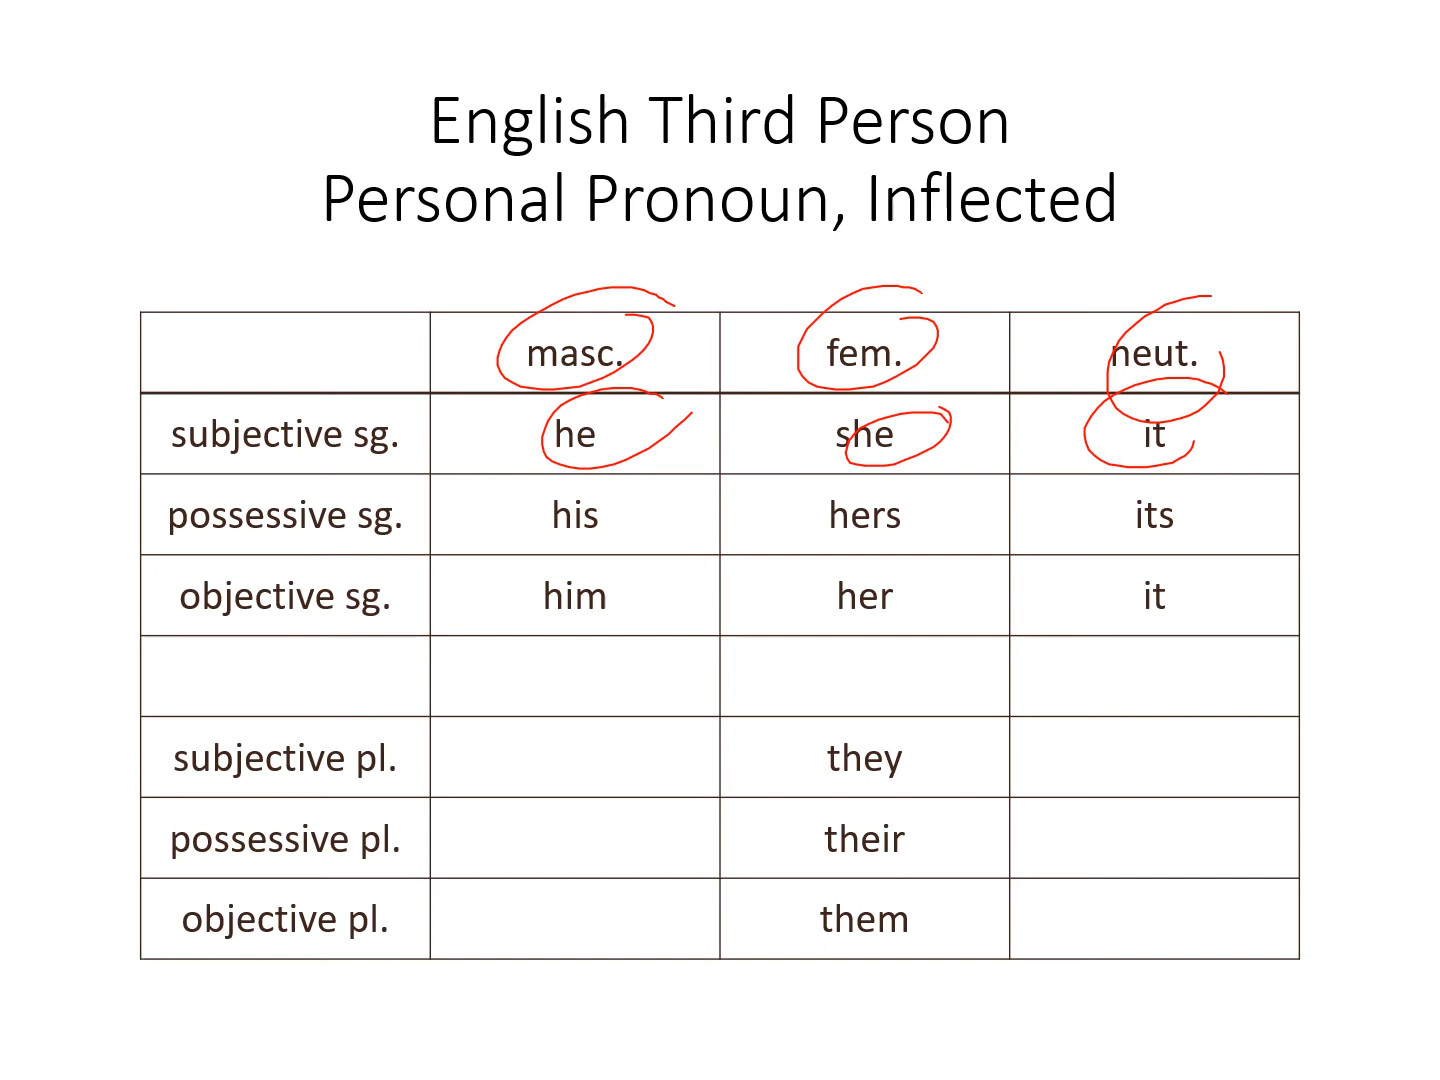 English Third Person
Personal Pronoun, Inflected
masc. fem. neut.
subjective sg. he she it
possessive sg. his hers its
objective sg. him her it
subjective pl. they
possessive pl. their
objective pl. them